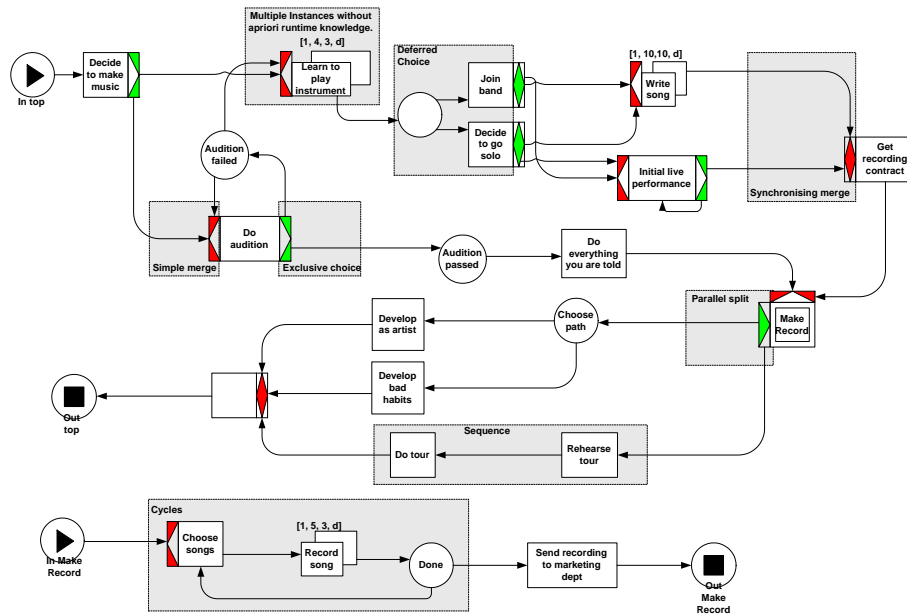 Multiple Instances without
apriori runtime knowledge.
[1, 4, 3, d]
Decide
to make
music
In top
Learn to
play
instrument
Deferred
Choice
Join
band
Decide
to go
solo
[1, 10,10, d]
Write
song
Initial live
performance
Synchronising merge
Get
recording
contract
Audition
failed
Do
audition
Simple merge
Exclusive choice
Audition
passed
Do
everything
you are told
Parallel split
Make
Record
Choose
path
Develop
as artist
Develop
bad
habits
Out
top
Sequence
Do tour
Rehearse
tour
Cycles
In Make
Record
Choose
songs
[1, 5, 3, d]
Record
song
Done
Send recording
to marketing
dept
Out
Make
Record